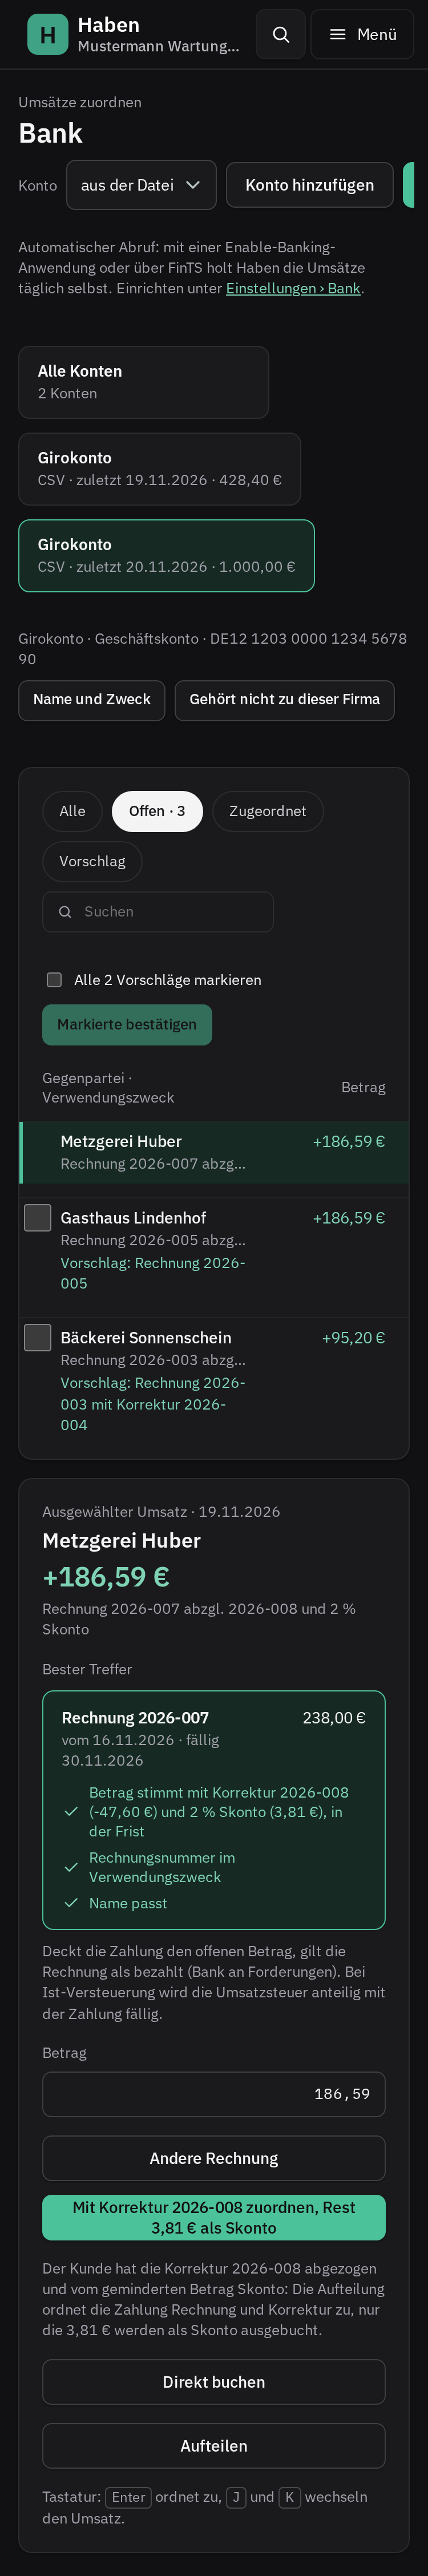 H
Haben
Mustermann Wartung…
Menü
Umsätze zuordnen
Bank
Konto
aus der Datei
Konto hinzufügen
Automatischer Abruf: mit einer Enable-Banking-
Anwendung oder über FinTS holt Haben die Umsätze
täglich selbst. Einrichten unter Einstellungen › Bank.
Alle Konten
2 Konten
Girokonto
CSV · zuletzt 19.11.2026 · 428,40 €
Girokonto
CSV · zuletzt 20.11.2026 · 1.000,00 €
Girokonto · Geschäftskonto · DE12 1203 0000 1234 5678
90
Name und Zweck
Gehört nicht zu dieser Firma
Alle
Offen · 3
Zugeordnet
Vorschlag
Suchen
Alle 2 Vorschläge markieren
Markierte bestätigen
Gegenpartei ·
Verwendungszweck
Betrag
Metzgerei Huber +186,59 €
Rechnung 2026-007 abzg…
Gasthaus Lindenhof +186,59 €
Rechnung 2026-005 abzg…
Vorschlag: Rechnung 2026-
005
Bäckerei Sonnenschein +95,20 €
Rechnung 2026-003 abzg…
Vorschlag: Rechnung 2026-
003 mit Korrektur 2026-
004
Ausgewählter Umsatz · 19.11.2026
Metzgerei Huber
+186,59 €
Rechnung 2026-007 abzgl. 2026-008 und 2 %
Skonto
Bester Treffer
Rechnung 2026-007 238,00 €
vom 16.11.2026 · fällig
30.11.2026
Betrag stimmt mit Korrektur 2026-008
(-47,60 €) und 2 % Skonto (3,81 €), in
der Frist
Rechnungsnummer im
Verwendungszweck
Name passt
Deckt die Zahlung den offenen Betrag, gilt die
Rechnung als bezahlt (Bank an Forderungen). Bei
Ist-Versteuerung wird die Umsatzsteuer anteilig mit
der Zahlung fällig.
Betrag
186,59
Andere Rechnung
Mit Korrektur 2026-008 zuordnen, Rest
3,81 € als Skonto
Der Kunde hat die Korrektur 2026-008 abgezogen
und vom geminderten Betrag Skonto: Die Aufteilung
ordnet die Zahlung Rechnung und Korrektur zu, nur
die 3,81 € werden als Skonto ausgebucht.
Direkt buchen
Aufteilen
Tastatur: Enter ordnet zu, J und K wechseln
den Umsatz.